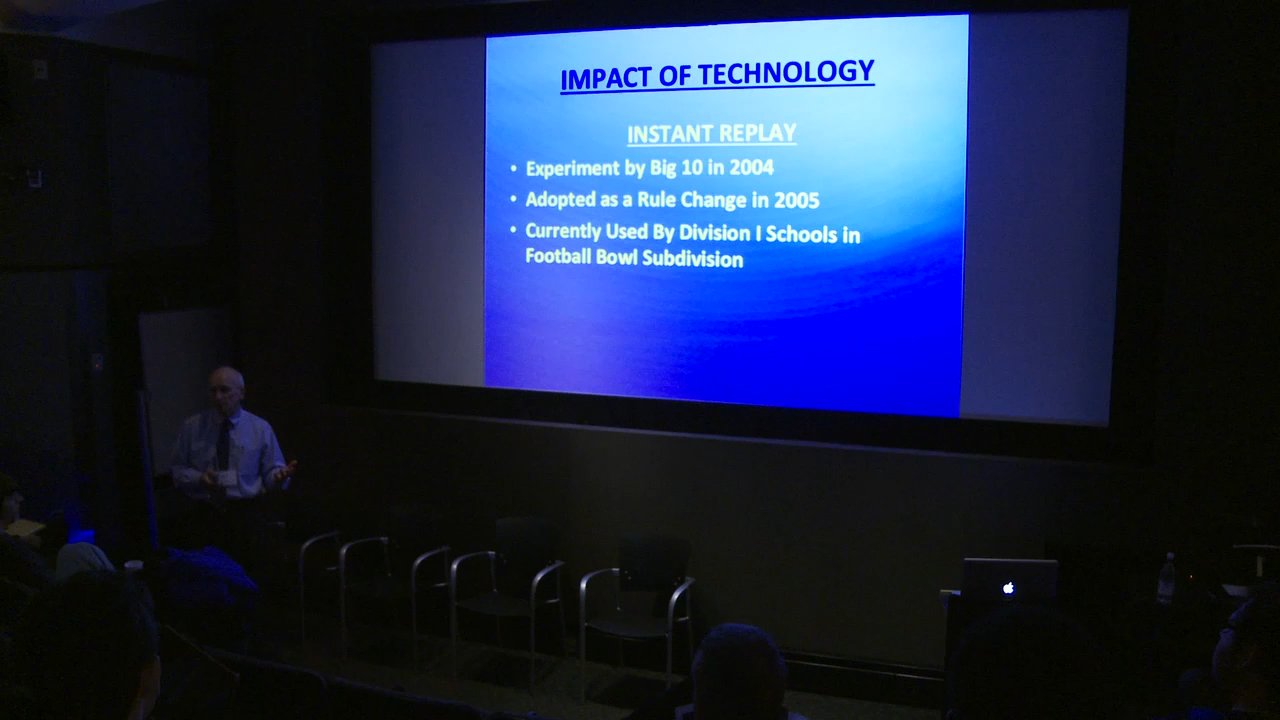 IMPACT OF TECHNOLOGY
INSTANT REPLAY
• Experiment by Big 10 in 2004
• Adopted as a Rule Change in 2005
• Currently Used By Division I Schools in
Football Bowl Subdivision